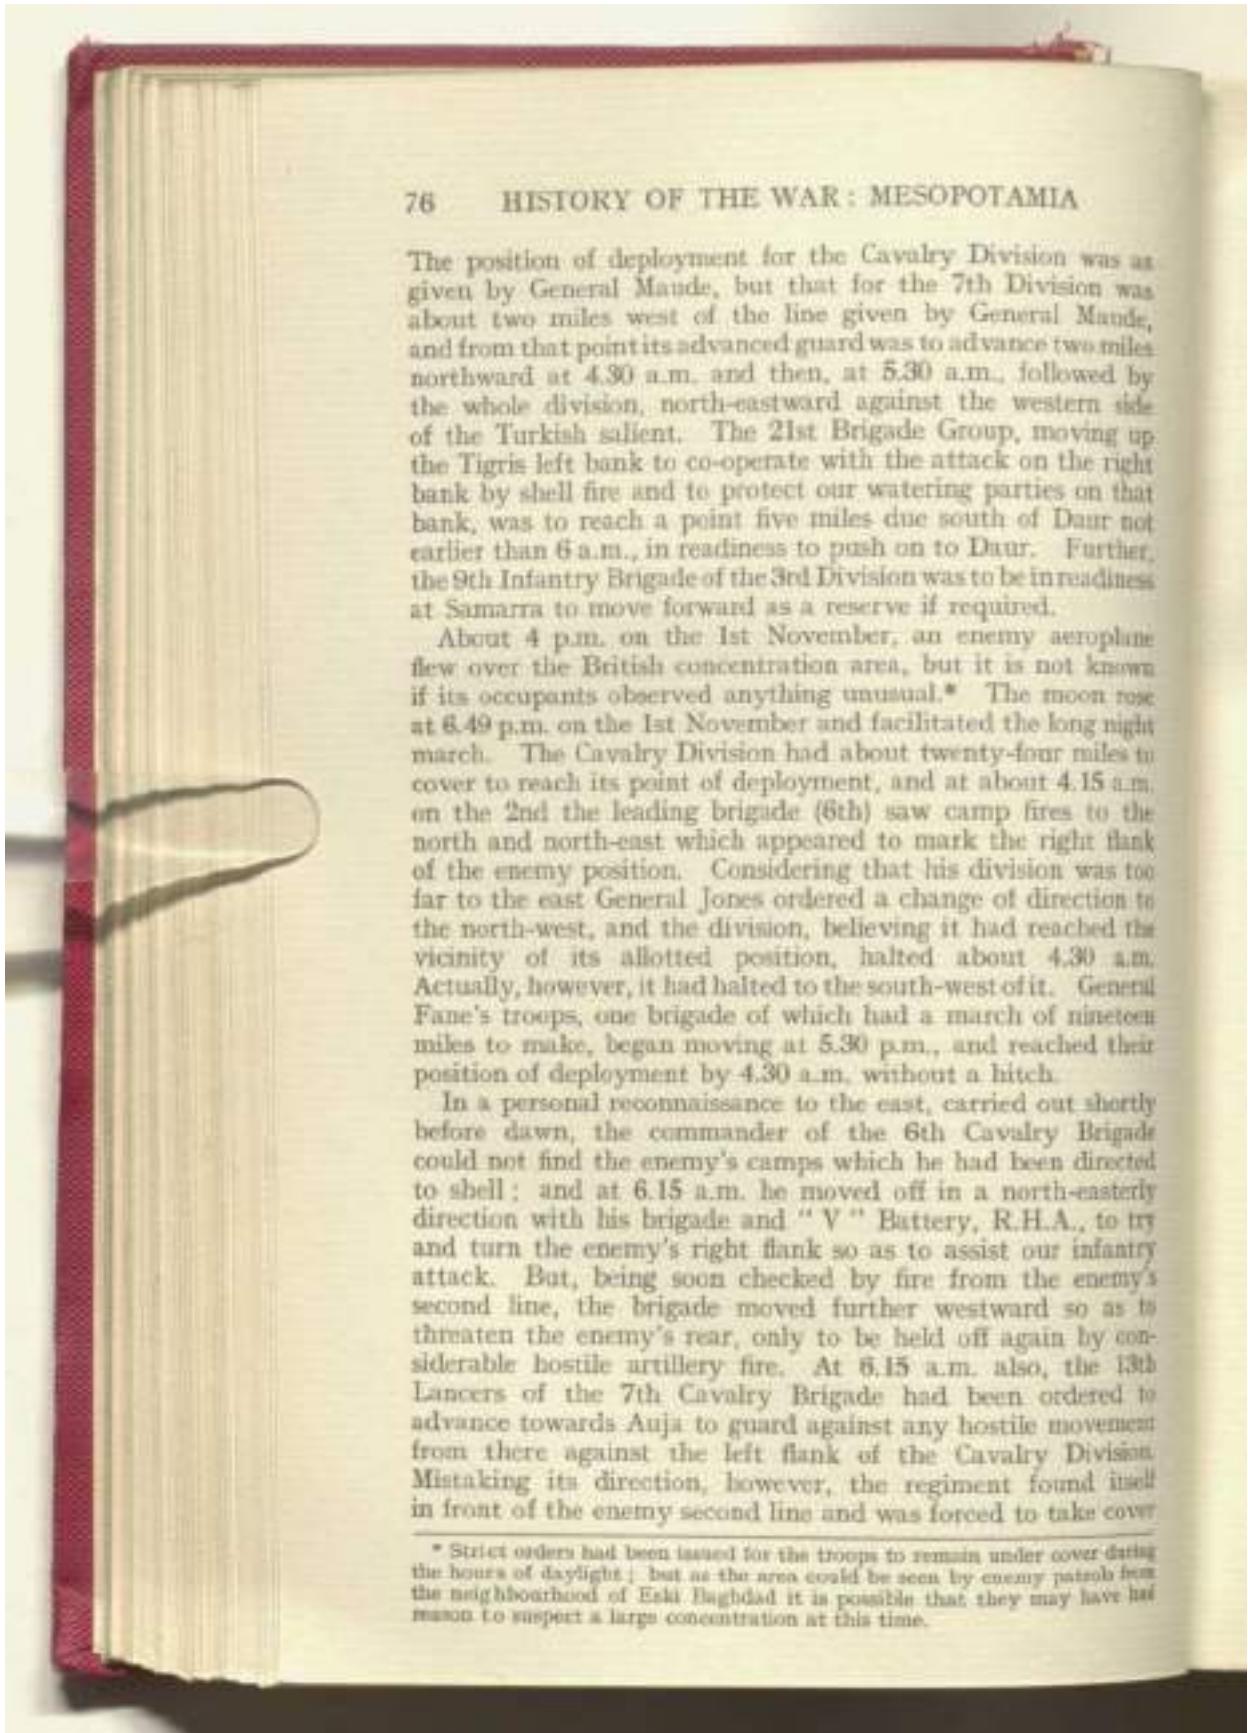 76 HISTORY OF THE WAR : MESOPOTAMIA
The position of deployment for the Cavalry Division was as
given by General Maude, but that for the 7th Division was
about two miles west of the line given by General Maude,
and from that point its advanced guard was to advance two miles
northward at 4.30 a.m. and then, at 5.30 a.m., followed by
the whole division, north-eastward against the western side
of the Turkish salient. The 21st Brigade Group, moving up
the Tigris left bank to co-operate with the attack on the right
bank by shell fire and to protect our watering parties on that
bank, was to reach a point five miles due south of Daur not
earlier than 6 a.m., in readiness to push on to Daur. Further,
the 9th Infantry Brigade of the 3rd Division was to be in readiness
at Samarra to move forward as a reserve if required.
About 4 p.m. on the 1st November, an enemy aeroplane
flew over the British concentration area, but it is not known
if its occupants observed anything unusual.* The moon rose
at 6.49 p.m. on the 1st November and facilitated the long night
march. The Cavalry Division had about twenty-four miles to
cover to reach its point of deployment, and at about 4.15 a.m.
on the 2nd the leading brigade (6th) saw camp fires to the
north and north-east which appeared to mark the right flank
of the enemy position. Considering that his division was too
far to the east General Jones ordered a change of direction to
the north-west, and the division, believing it had reached the
vicinity of its allotted position, halted about 4.30 a.m.
Actually, however, it had halted to the south-west of it. General
Fane's troops, one brigade of which had a march of nineteen
miles to make, began moving at 5.30 p.m., and reached their
position of deployment by 4.30 a.m. without a hitch.
In a personal reconnaissance to the east, carried out shortly
before dawn, the commander of the 6th Cavalry Brigade
could not find the enemy's camps which he had been directed
to shell ; and at 6.15 a.m. he moved off in a north-easterly
direction with his brigade and " V " Battery, R.H.A., to try
and turn the enemy's right flank so as to assist our infantry
attack. But, being soon checked by fire from the enemy's
second line, the brigade moved further westward so as to
threaten the enemy's rear, only to be held off again by con-
siderable hostile artillery fire. At 6.15 a.m. also, the 13th
Lancers of the 7th Cavalry Brigade had been ordered to
advance towards Auja to guard against any hostile movement
from there against the left flank of the Cavalry Division.
Mistaking its direction, however, the regiment found itself
in front of the enemy second line and was forced to take cover
* Strict orders had been issued for the troops to remain under cover during
the hours of daylight ; but as the area could be seen by enemy patrols from
the neighbourhood of Eski Baghdad it is possible that they may have had
reason to suspect a large concentration at this time.